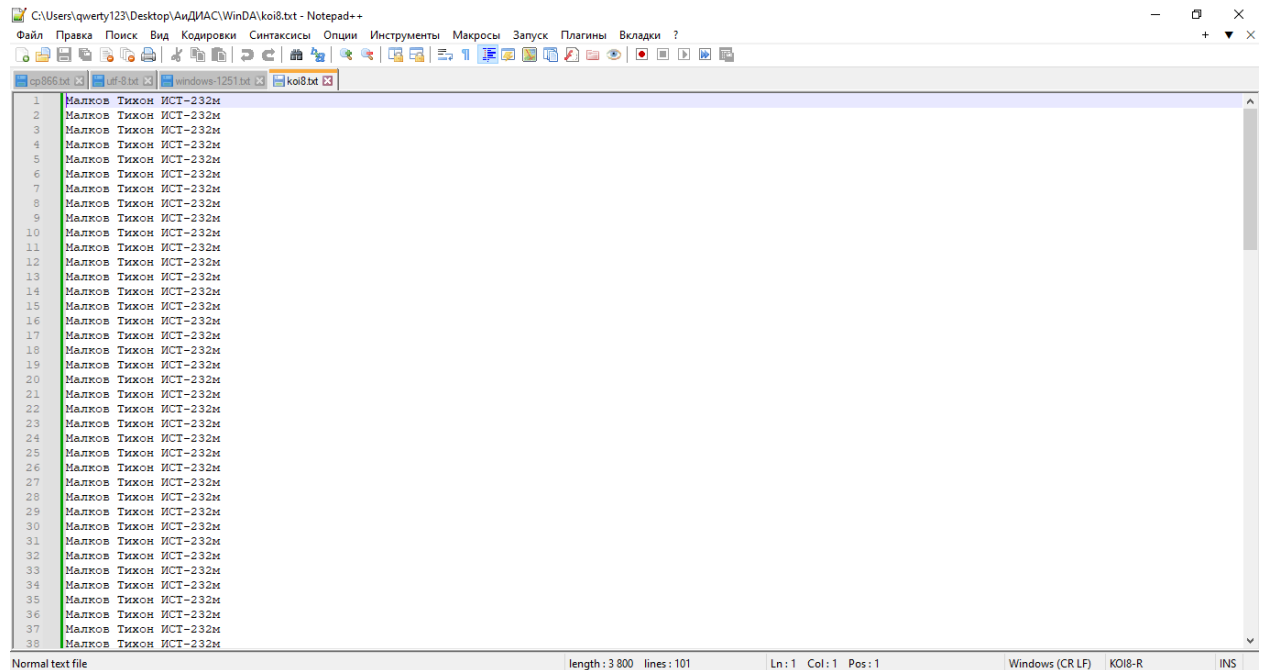 C:\Users\qwerty123\Desktop\АиДИАС\WinDA\koi8.txt - Notepad++
Файл Правка Поиск Вид Кодировки Синтаксисы Опции Инструменты Макросы Запуск Плагины Вкладки ?
cp866.txt utf-8.txt windows-1251.txt koi8.txt
1 Малков Тихон ИСТ-232м
2 Малков Тихон ИСТ-232м
3 Малков Тихон ИСТ-232м
4 Малков Тихон ИСТ-232м
5 Малков Тихон ИСТ-232м
6 Малков Тихон ИСТ-232м
7 Малков Тихон ИСТ-232м
8 Малков Тихон ИСТ-232м
9 Малков Тихон ИСТ-232м
10 Малков Тихон ИСТ-232м
11 Малков Тихон ИСТ-232м
12 Малков Тихон ИСТ-232м
13 Малков Тихон ИСТ-232м
14 Малков Тихон ИСТ-232м
15 Малков Тихон ИСТ-232м
16 Малков Тихон ИСТ-232м
17 Малков Тихон ИСТ-232м
18 Малков Тихон ИСТ-232м
19 Малков Тихон ИСТ-232м
20 Малков Тихон ИСТ-232м
21 Малков Тихон ИСТ-232м
22 Малков Тихон ИСТ-232м
23 Малков Тихон ИСТ-232м
24 Малков Тихон ИСТ-232м
25 Малков Тихон ИСТ-232м
26 Малков Тихон ИСТ-232м
27 Малков Тихон ИСТ-232м
28 Малков Тихон ИСТ-232м
29 Малков Тихон ИСТ-232м
30 Малков Тихон ИСТ-232м
31 Малков Тихон ИСТ-232м
32 Малков Тихон ИСТ-232м
33 Малков Тихон ИСТ-232м
34 Малков Тихон ИСТ-232м
35 Малков Тихон ИСТ-232м
36 Малков Тихон ИСТ-232м
37 Малков Тихон ИСТ-232м
38 Малков Тихон ИСТ-232м
Normal text file length : 3 800 lines : 101 Ln : 1 Col : 1 Pos : 1 Windows (CR LF) KOI8-R INS